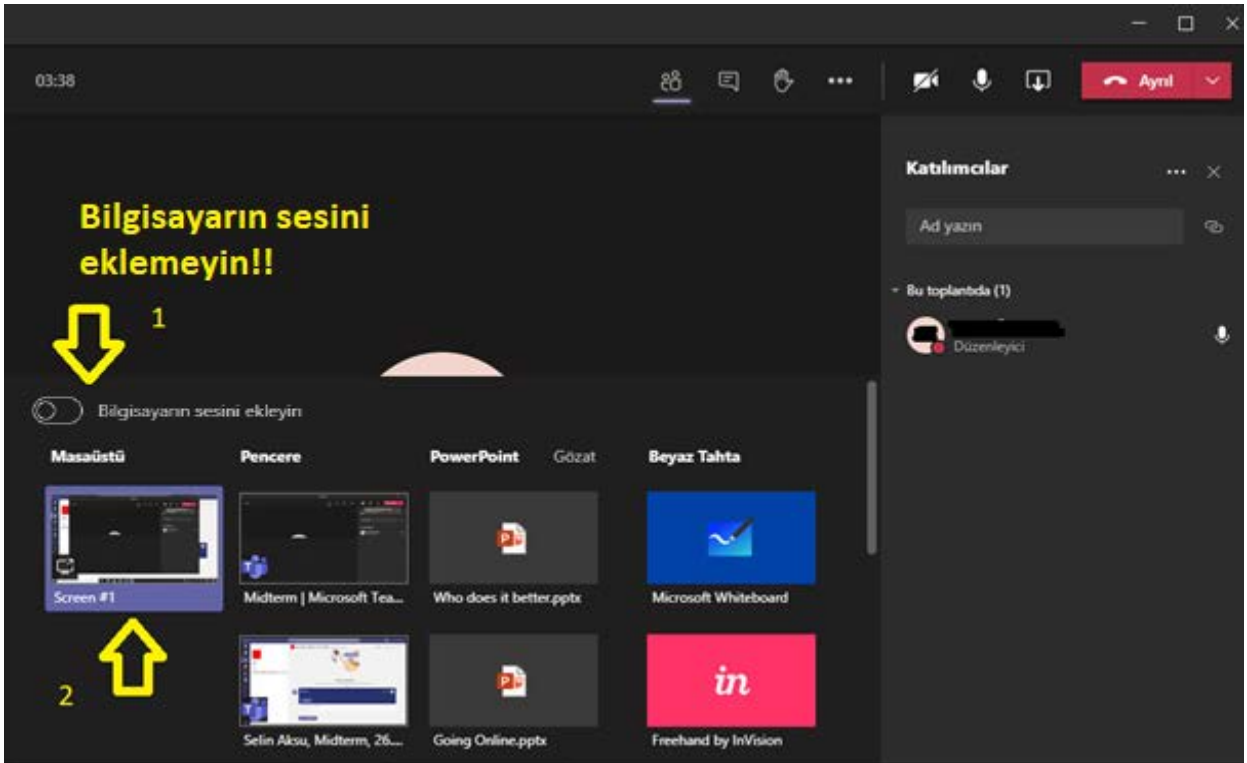 03:38
Ayrıl
Katılımcılar
Ad yazın
Bu toplantıda (1)
Düzenleyici
Bilgisayarın sesini
eklemeyin!!
1
Bilgisayarın sesini ekleyin
Masaüstü
Pencere
PowerPoint
Gözat
Beyaz Tahta
Screen #1
Midterm | Microsoft Tea...
Who does it better.pptx
Microsoft Whiteboard
2
in
Selin Aksu, Midterm, 26....
Going Online.pptx
Freehand by InVision